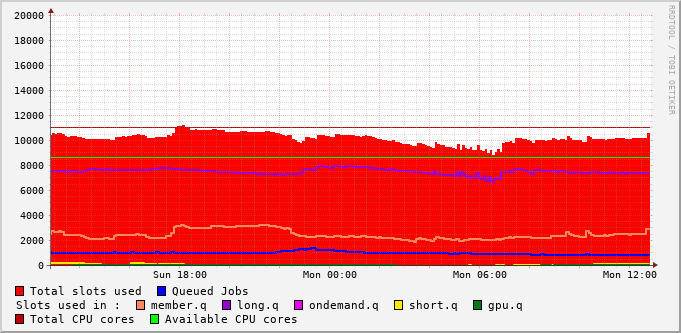 RRDTOOL / TOBI OETIKER
20000
18000
16000
14000
12000
10000
8000
6000
4000
2000
0
Sun 18:00 Mon 00:00 Mon 06:00 Mon 12:00
Total slots used Queued Jobs
Slots used in : member.q long.q ondemand.q short.q gpu.q
Total CPU cores Available CPU cores